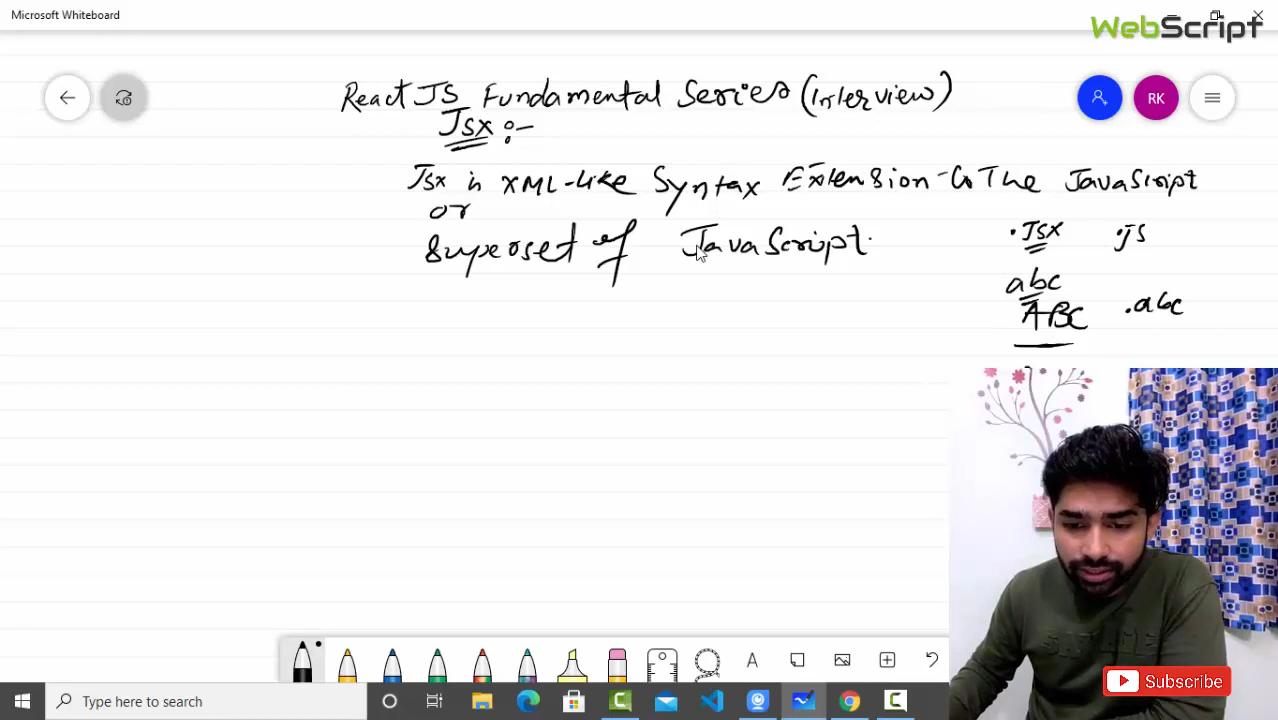 Microsoft Whiteboard
WebScript
React JS Fundamental Series (Interview)
JSX :-
RK
JSX is XML-like Syntax Extension to The JavaScript
or
Superset of JavaScript.
.JSX .js
abc
ABC .abc
A
Type here to search
Subscribe